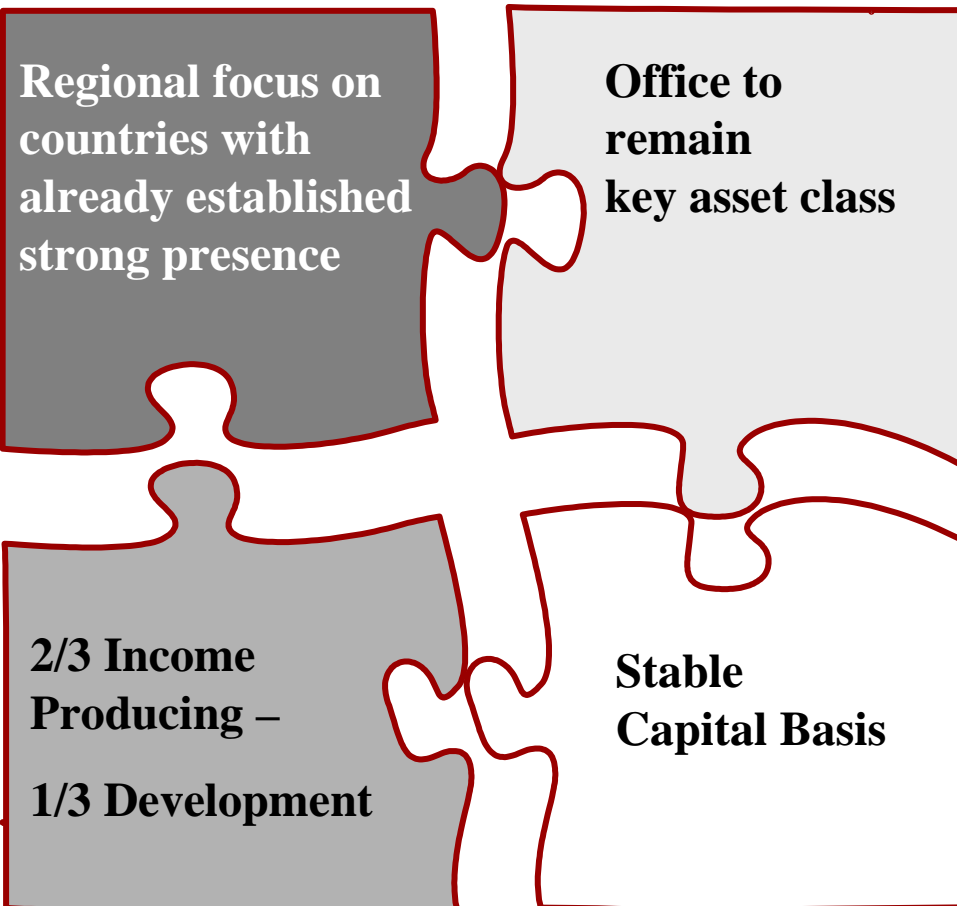 Regional focus on
countries with
already established
strong presence
Office to
remain
key asset class
2/3 Income
Producing –
1/3 Development
Stable
Capital Basis